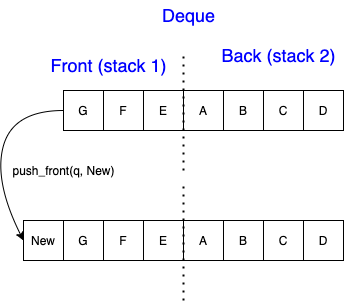 Deque
Front (stack 1)
Back (stack 2)
G F E A B C D
push_front(q, New)
New G F E A B C D